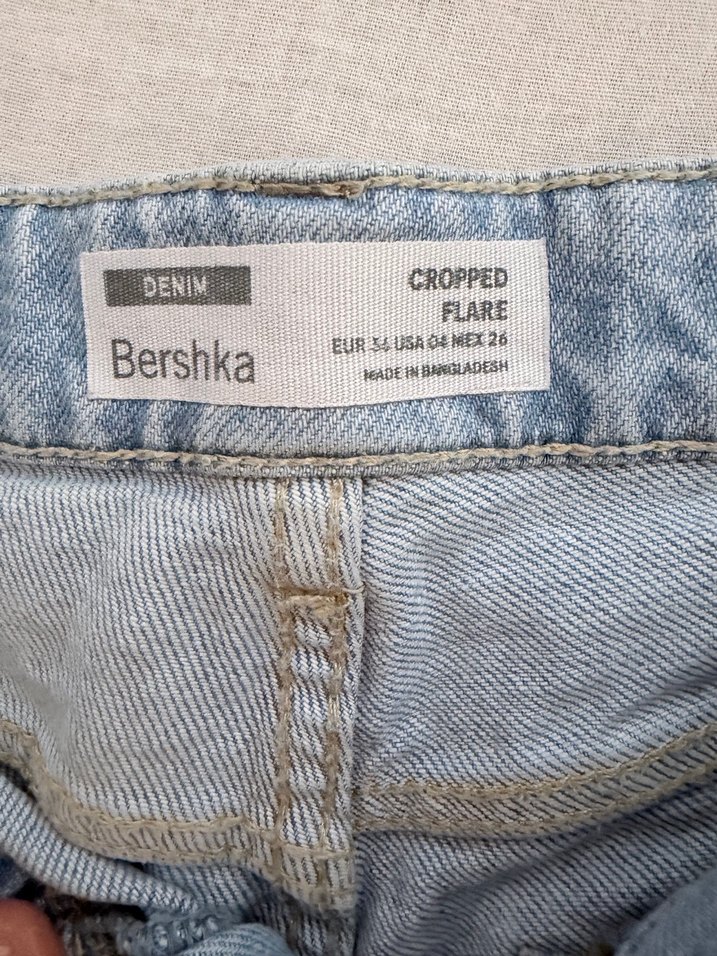 DENIM
Bershka
CROPPED
FLARE
EUR 34 USA 04 MEX 26
MADE IN BANGLADESH